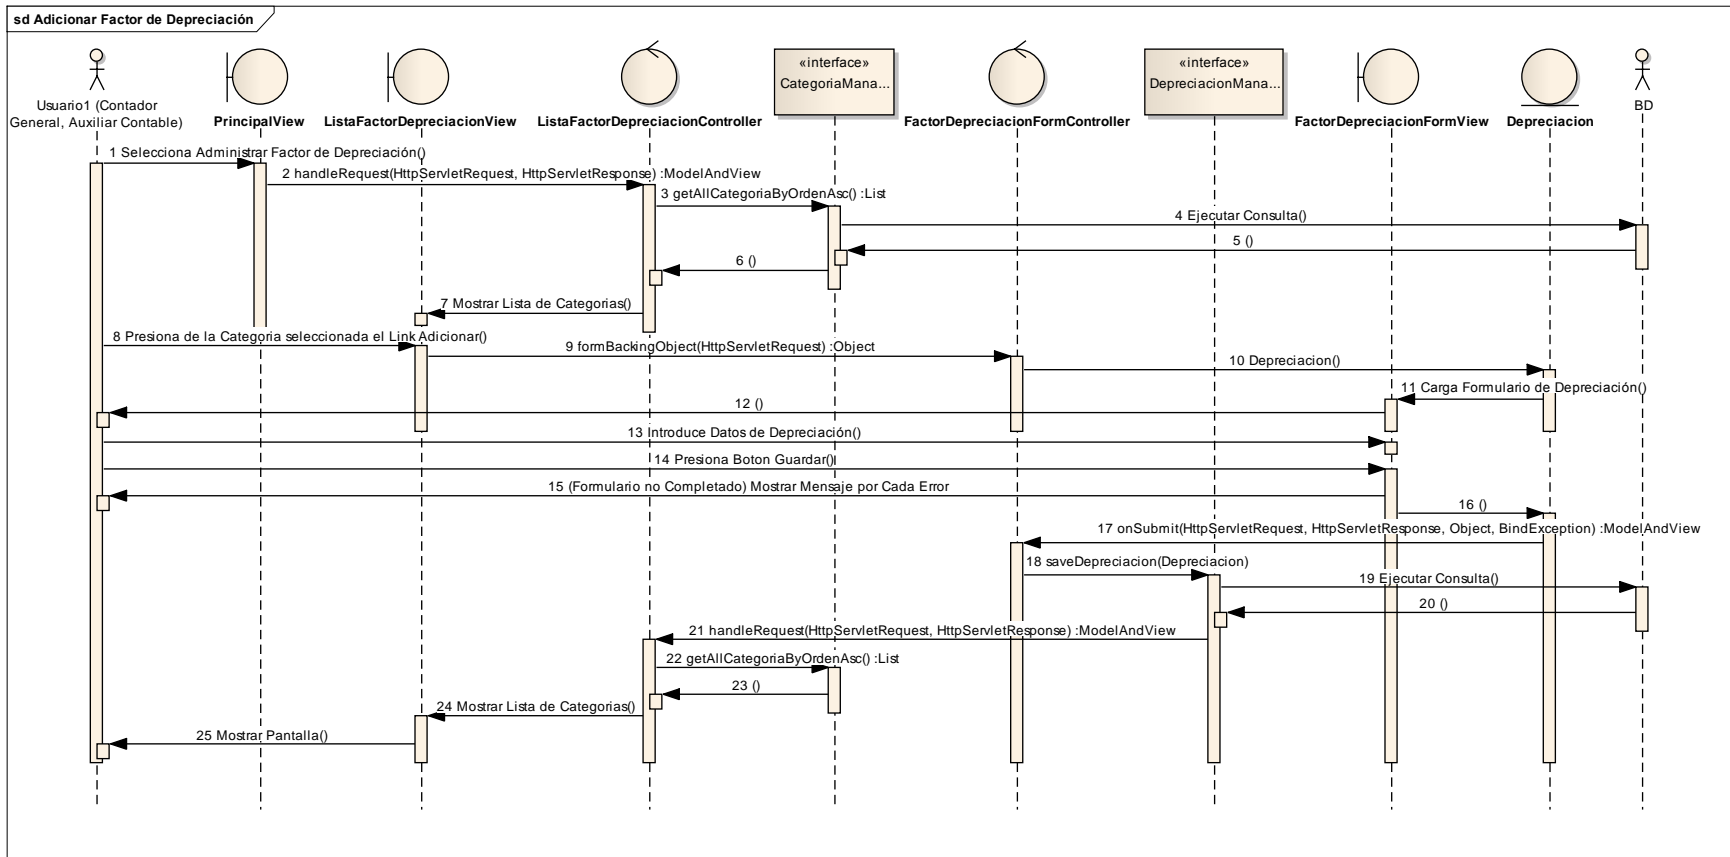 sd Adicionar Factor de Depreciación
Usuario1 (Contador
General, Auxiliar Contable)
PrincipalView
ListaFactorDepreciacionView
ListaFactorDepreciacionController
«interface»
CategoriaMana...
FactorDepreciacionFormController
«interface»
DepreciacionMana...
FactorDepreciacionFormView
Depreciacion
BD
1 Selecciona Administrar Factor de Depreciación()
2 handleRequest(HttpServletRequest, HttpServletResponse) :ModelAndView
3 getAllCategoriaByOrdenAsc() :List
4 Ejecutar Consulta()
5 ()
6 ()
7 Mostrar Lista de Categorias()
8 Presiona de la Categoria seleccionada el Link Adicionar()
9 formBackingObject(HttpServletRequest) :Object
10 Depreciacion()
11 Carga Formulario de Depreciación()
12 ()
13 Introduce Datos de Depreciación()
14 Presiona Boton Guardar()
15 (Formulario no Completado) Mostrar Mensaje por Cada Error
16 ()
17 onSubmit(HttpServletRequest, HttpServletResponse, Object, BindException) :ModelAndView
18 saveDepreciacion(Depreciacion)
19 Ejecutar Consulta()
20 ()
21 handleRequest(HttpServletRequest, HttpServletResponse) :ModelAndView
22 getAllCategoriaByOrdenAsc() :List
23 ()
24 Mostrar Lista de Categorias()
25 Mostrar Pantalla()